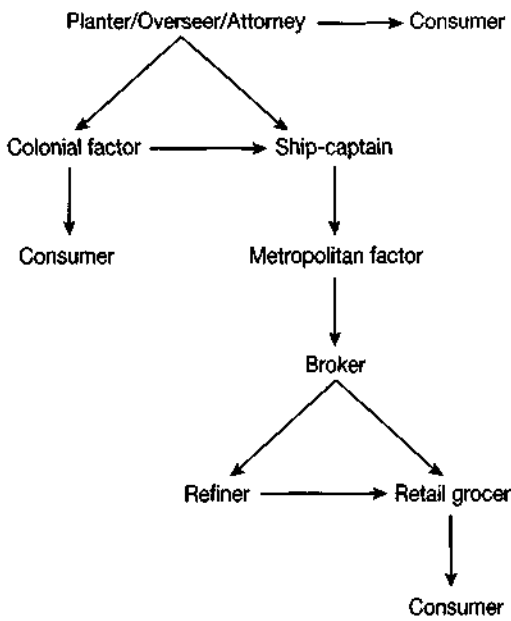 Planter/Overseer/Attorney
Consumer
Colonial factor
Ship-captain
Consumer
Metropolitan factor
Broker
Refiner
Retail grocer
Consumer